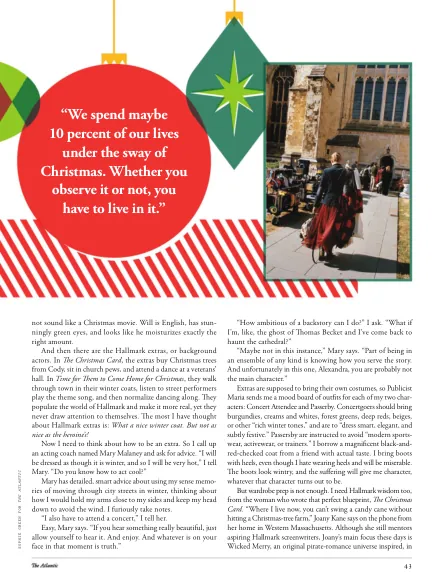 “We spend maybe
10 percent of our lives
under the sway of
Christmas. Whether you
observe it or not, you
have to live in it.”
not sound like a Christmas movie. Will is English, has stun-
ningly green eyes, and looks like he moisturizes exactly the
right amount.
And then there are the Hallmark extras, or background
actors. In The Christmas Card, the extras buy Christmas trees
from Cody, sit in church pews, and attend a dance at a veterans’
hall. In Time for Them to Come Home for Christmas, they walk
through town in their winter coats, listen to street performers
play the theme song, and then normalize dancing along. They
populate the world of Hallmark and make it more real, yet they
never draw attention to themselves. The most I have thought
about Hallmark extras is: What a nice winter coat. But not as
nice as the heroine’s!
Now I need to think about how to be an extra. So I call up
an acting coach named Mary Malaney and ask for advice. “I will
be dressed as though it is winter, and so I will be very hot,” I tell
Mary. “Do you know how to act cool?”
Mary has detailed, smart advice about using my sense memo-
ries of moving through city streets in winter, thinking about
how I would hold my arms close to my sides and keep my head
down to avoid the wind. I furiously take notes.
“I also have to attend a concert,” I tell her.
Easy, Mary says. “If you hear something really beautiful, just
allow yourself to hear it. And enjoy. And whatever is on your
face in that moment is truth.”
“How ambitious of a backstory can I do?” I ask. “What if
I’m, like, the ghost of Thomas Becket and I’ve come back to
haunt the cathedral?”
“Maybe not in this instance,” Mary says. “Part of being in
an ensemble of any kind is knowing how you serve the story.
And unfortunately in this one, Alexandra, you are probably not
the main character.”
Extras are supposed to bring their own costumes, so Publicist
Maria sends me a mood board of outfits for each of my two char-
acters: Concert Attendee and Passerby. Concertgoers should bring
burgundies, creams and whites, forest greens, deep reds, beiges,
or other “rich winter tones,” and are to “dress smart, elegant, and
subtly festive.” Passersby are instructed to avoid “modern sports-
wear, activewear, or trainers.” I borrow a magnificent black-and-
red-checked coat from a friend with actual taste. I bring two
boots with heels, even though I hate wearing heels and will be miserable.
The boots look wintry, and the suffering will give me character,
whatever that character turns out to be.
But wardrobe prep is not enough. I need Hallmark wisdom too,
from the woman who wrote that perfect blueprint, The Christmas
Card. “Where I live now, you can’t swing a candy cane without
hitting a Christmas-tree farm,” Joany Kane says on the phone from
her home in Western Massachusetts. Although she still mentors
aspiring Hallmark screenwriters, Joany’s main focus these days is
Wicked Merry, an original pirate-romance universe inspired, in
The Atlantic
43